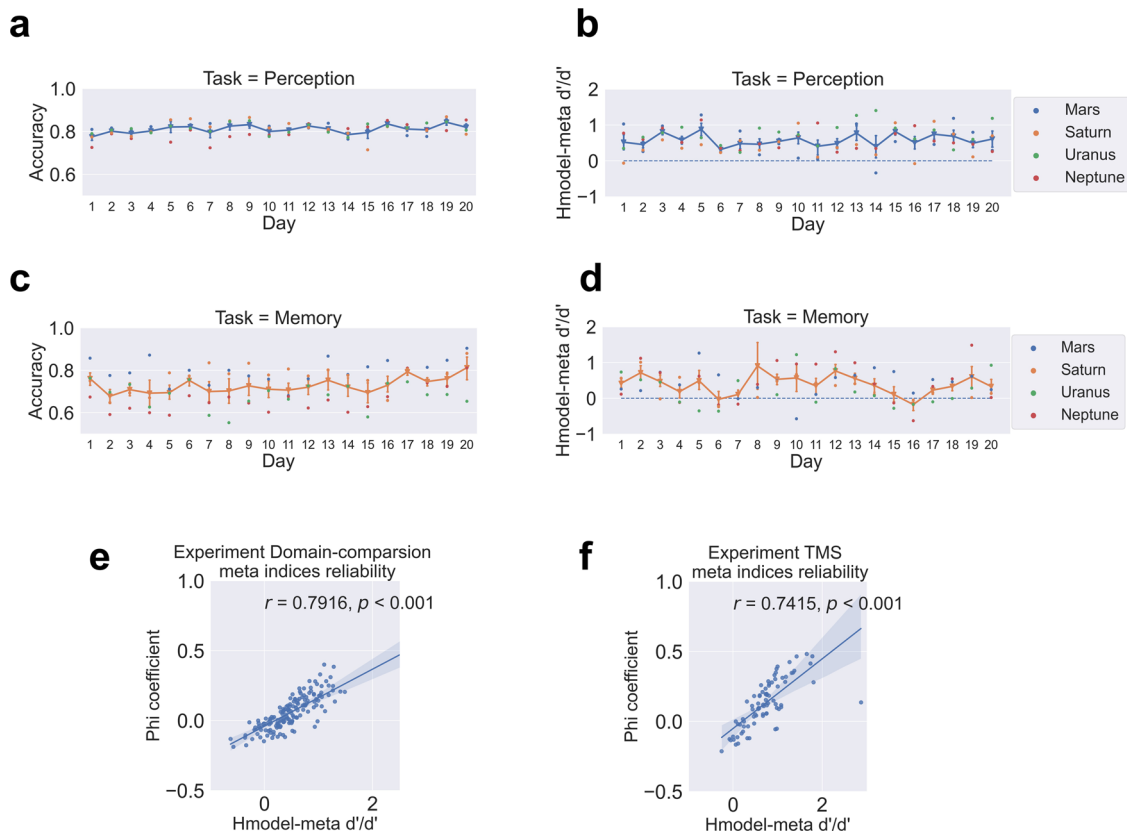 a
Task = Perception
Accuracy
1.0
0.8
0.6
1 2 3 4 5 6 7 8 9 10 11 12 13 14 15 16 17 18 19 20
Day
b
Task = Perception
Hmodel-meta d'/d'
2
1
0
−1
1 2 3 4 5 6 7 8 9 10 11 12 13 14 15 16 17 18 19 20
Day
Mars
Saturn
Uranus
Neptune
c
Task = Memory
Accuracy
1.0
0.8
0.6
1 2 3 4 5 6 7 8 9 10 11 12 13 14 15 16 17 18 19 20
Day
d
Task = Memory
Hmodel-meta d'/d'
2
1
0
−1
1 2 3 4 5 6 7 8 9 10 11 12 13 14 15 16 17 18 19 20
Day
Mars
Saturn
Uranus
Neptune
e
Experiment Domain-comparsion
meta indices reliability
r = 0.7916, p < 0.001
Phi coefficient
1.0
0.5
0.0
−0.5
0 2
Hmodel-meta d'/d'
f
Experiment TMS
meta indices reliability
r = 0.7415, p < 0.001
Phi coefficient
1.0
0.5
0.0
−0.5
0 2
Hmodel-meta d'/d'